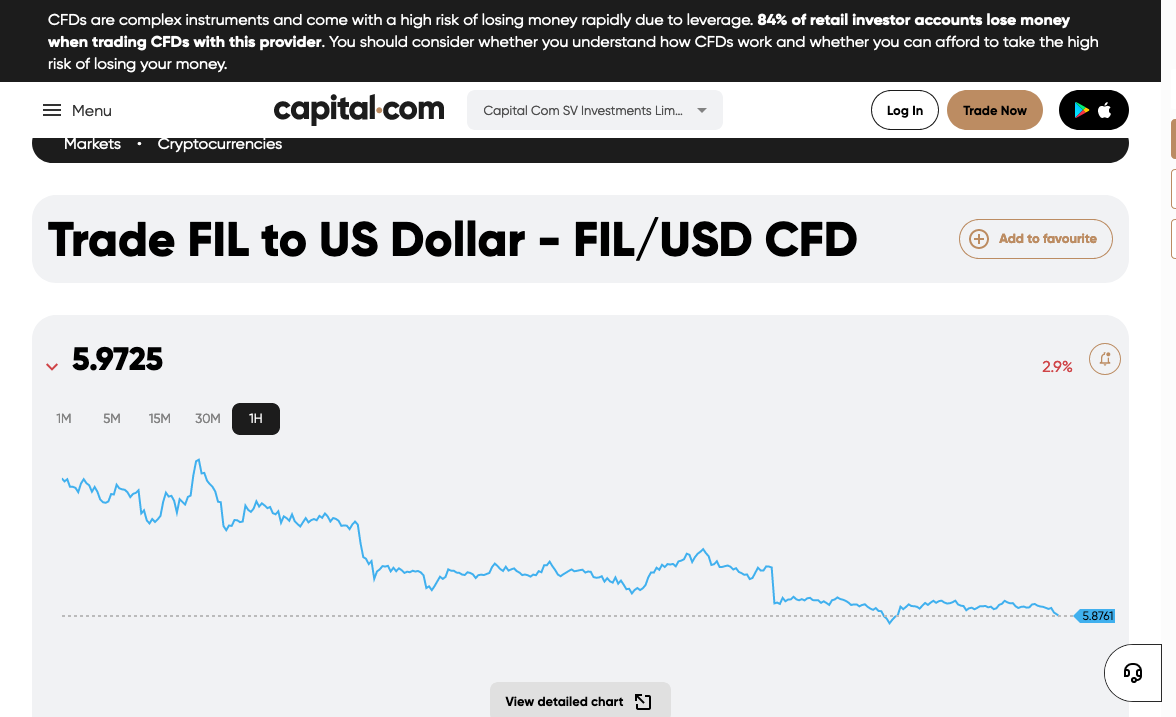 CFDs are complex instruments and come with a high risk of losing money rapidly due to leverage. 84% of retail investor accounts lose money
when trading CFDs with this provider. You should consider whether you understand how CFDs work and whether you can afford to take the high
risk of losing your money.
Menu
capital.com
Capital Com SV Investments Lim...
Log In
Trade Now
Markets • Cryptocurrencies
Trade FIL to US Dollar - FIL/USD CFD
Add to favourite
5.9725
2.9%
1M 5M 15M 30M 1H
5.8761
View detailed chart